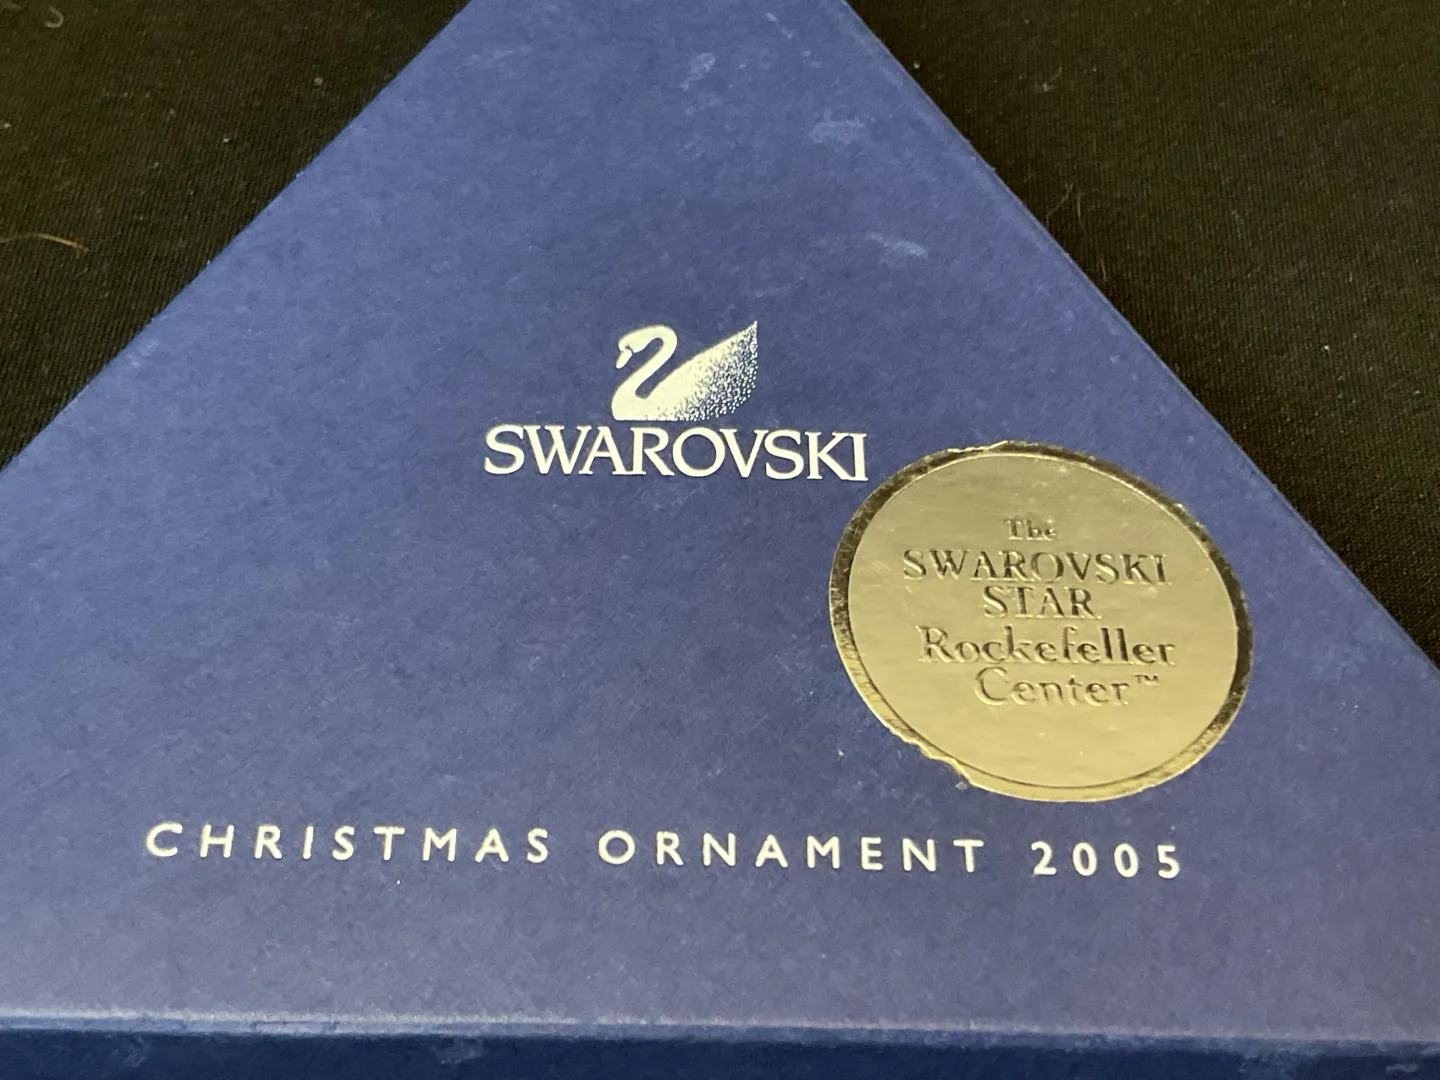 SWAROVSKI
The
SWAROVSKI
STAR
Rockefeller
Center™
CHRISTMAS ORNAMENT 2005